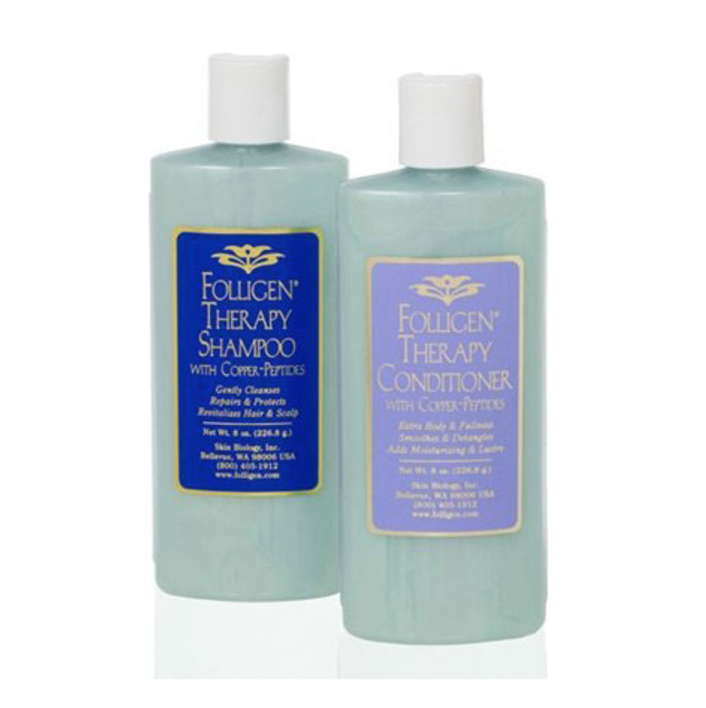 FOLLIGEN®
THERAPY
SHAMPOO
WITH COPPER-PEPTIDES
Gently Cleanses
Repairs & Protects
Revitalizes Hair & Scalp
Net Wt. 8 oz. (226.8 g.)
Skin Biology, Inc.
Bellevue, WA 98006 USA
(800) 405-1912
www.folligen.com
FOLLIGEN®
THERAPY
CONDITIONER
WITH COPPER-PEPTIDES
Extra Body & Fullness
Smoothes & Detangles
Adds Moisturizing & Lustre
Net Wt. 8 oz. (226.8 g.)
Skin Biology, Inc.
Bellevue, WA 98006 USA
(800) 405-1912
www.folligen.com